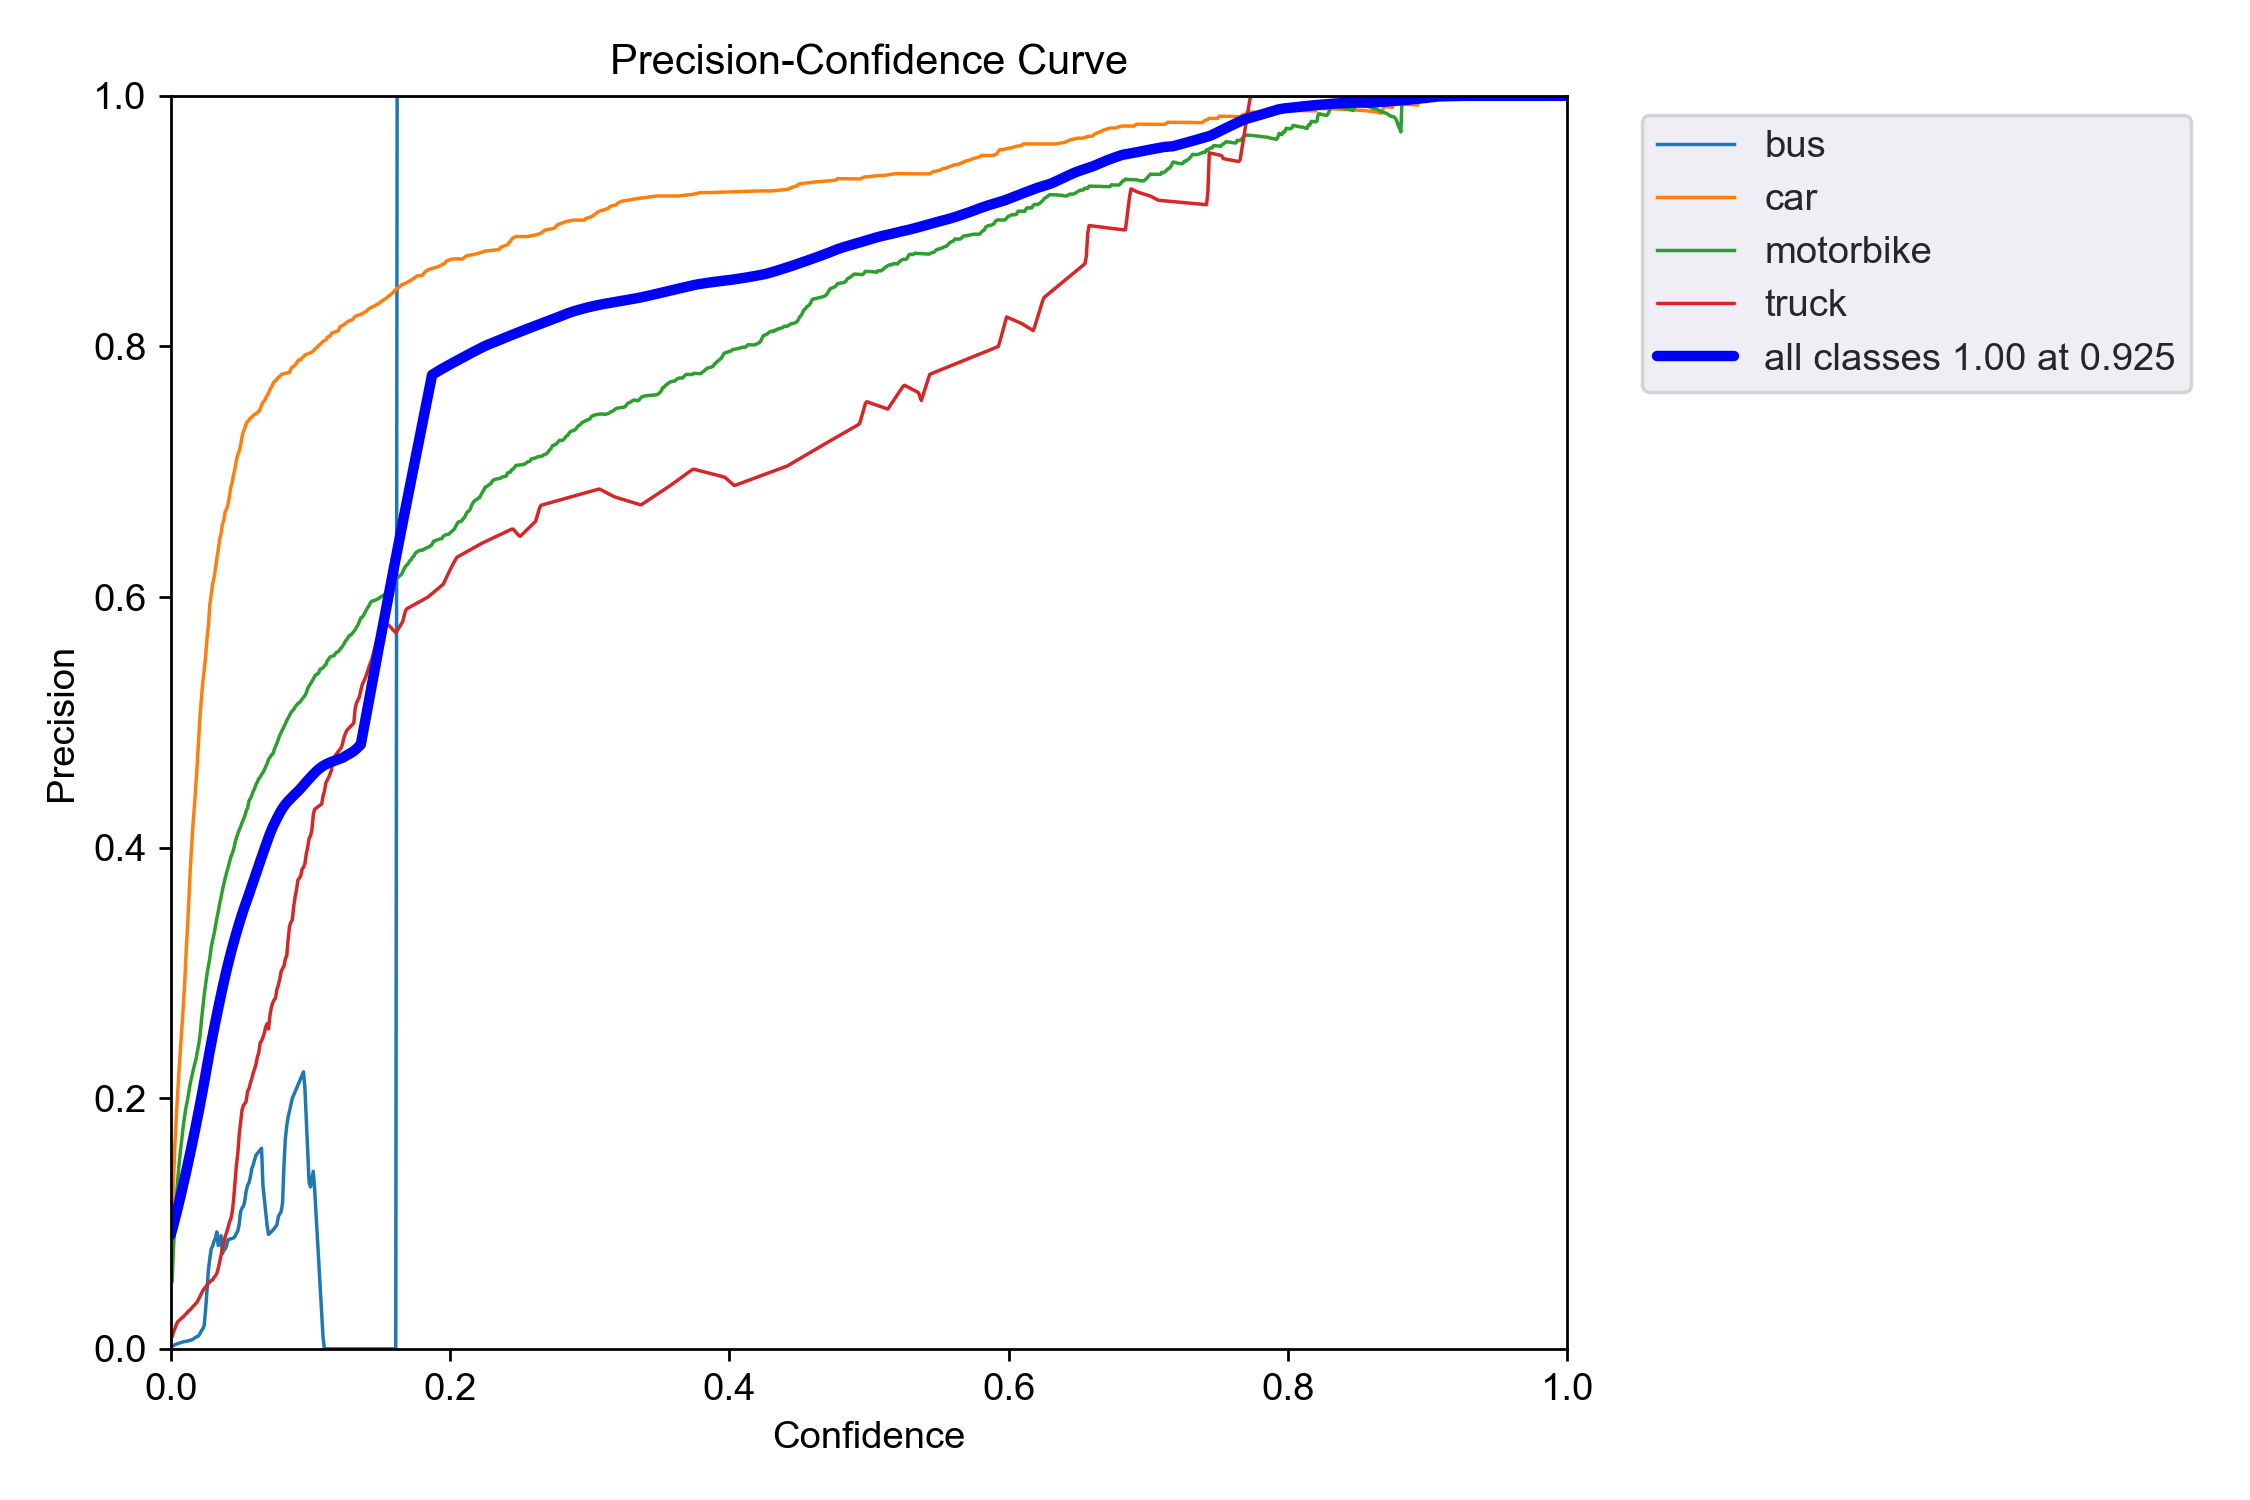 Precision-Confidence Curve
1.0
0.8
0.6
0.4
0.2
0.0
Precision
0.0 0.2 0.4 0.6 0.8 1.0
Confidence
bus
car
motorbike
truck
all classes 1.00 at 0.925